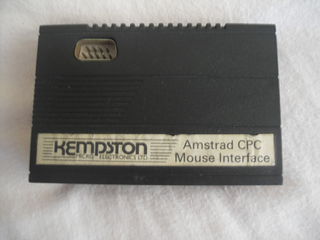 KEMPSTON
MICRO ELECTRONICS LTD
Amstrad CPC
Mouse Interface